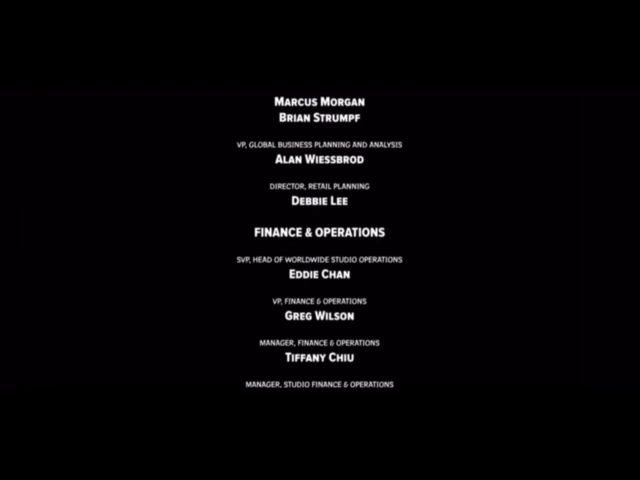 Marcus Morgan
Brian Strumpf
VP, GLOBAL BUSINESS PLANNING AND ANALYSIS
Alan Wiessbrod
DIRECTOR, RETAIL PLANNING
Debbie Lee
FINANCE & OPERATIONS
SVP, HEAD OF WORLDWIDE STUDIO OPERATIONS
Eddie Chan
VP, FINANCE & OPERATIONS
Greg Wilson
MANAGER, FINANCE & OPERATIONS
Tiffany Chiu
MANAGER, STUDIO FINANCE & OPERATIONS